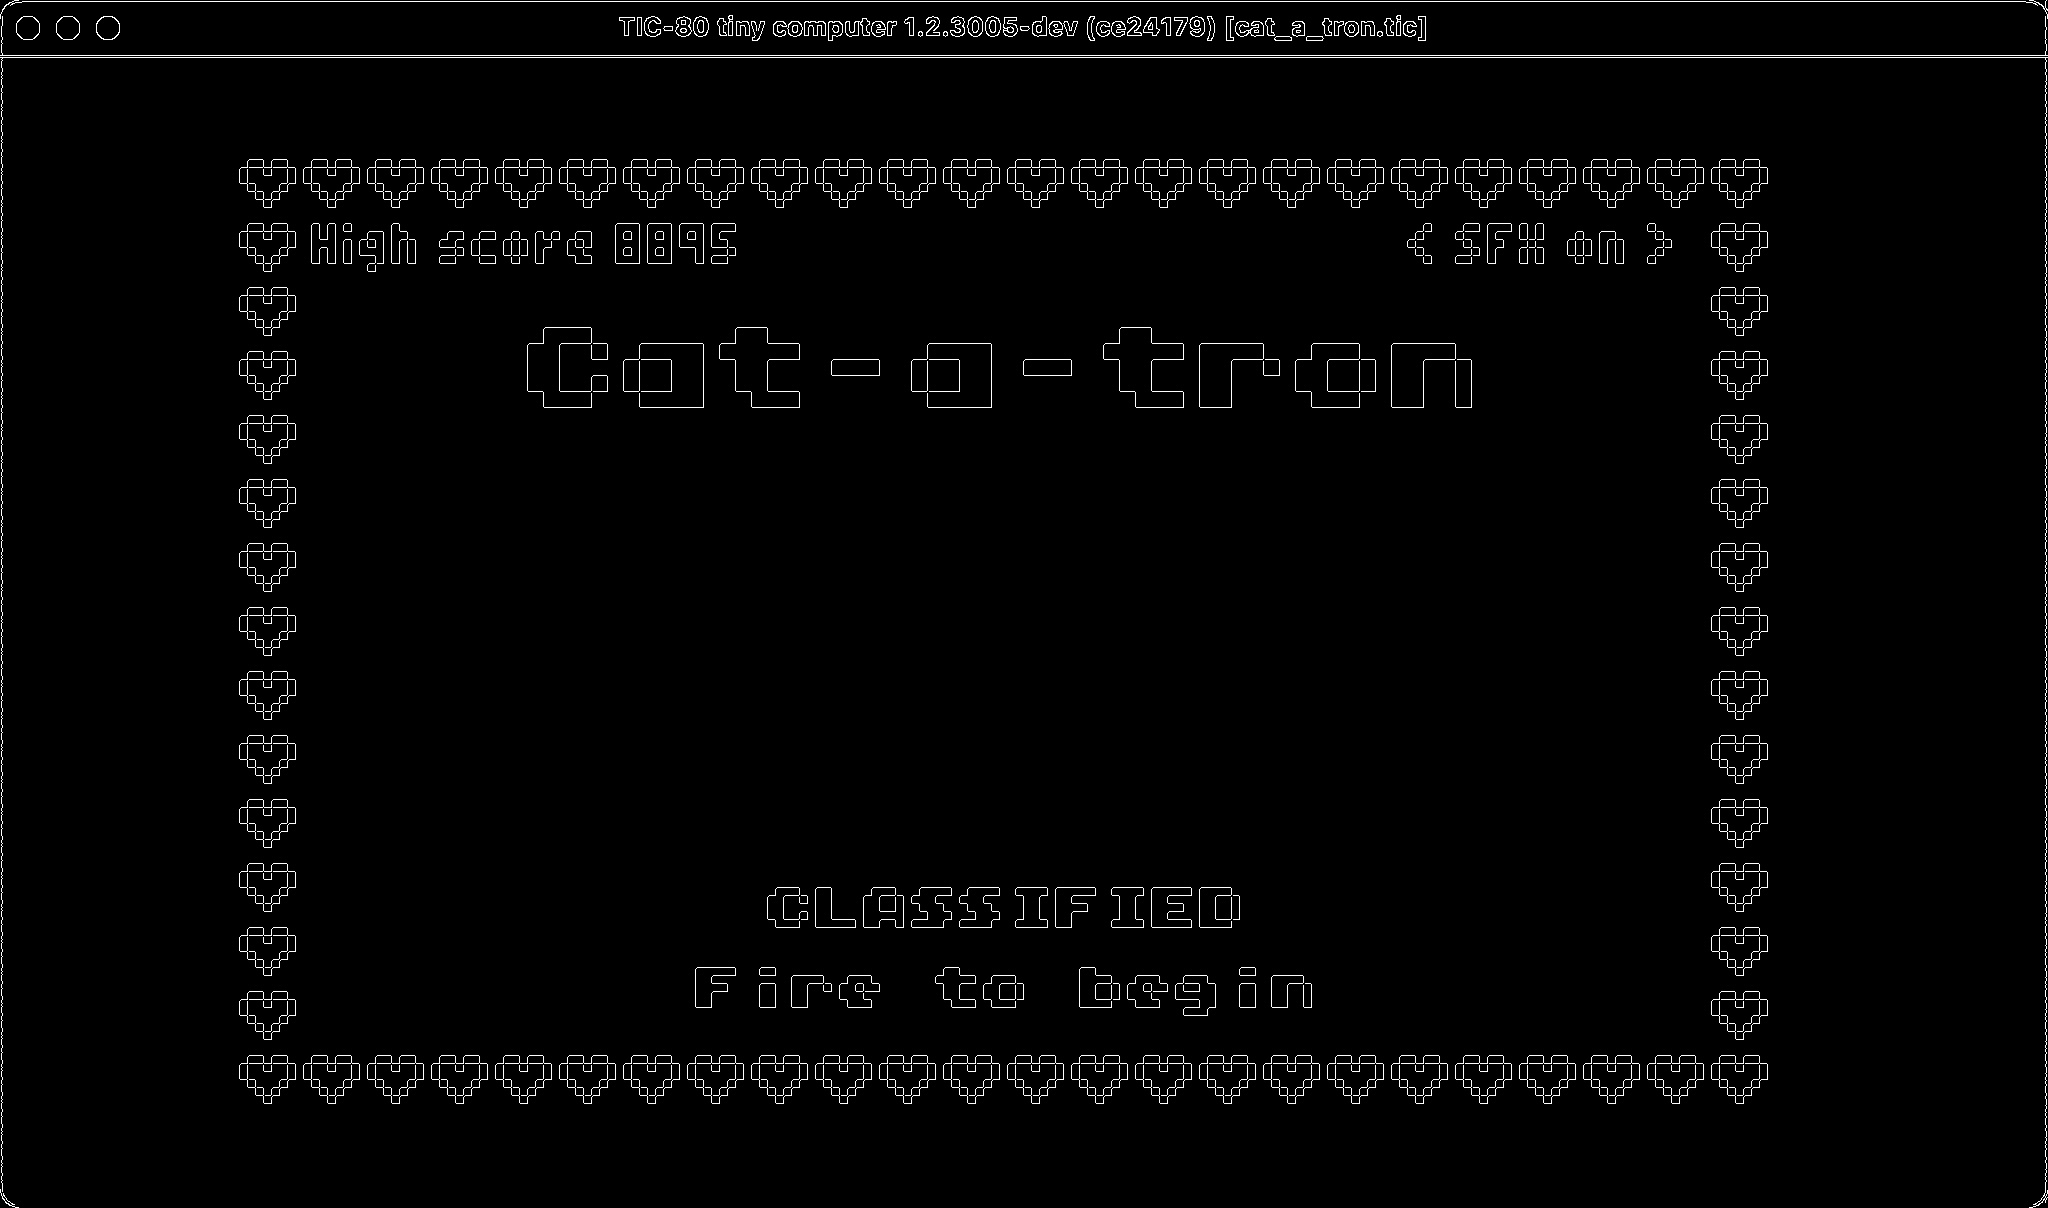 TIC-80 tiny computer 1.2.3005-dev (ce24179) [cat_a_tron.tic]
High score 8895 < SFX on >
Cat-a-tron
CLASSIFIED
Fire to begin